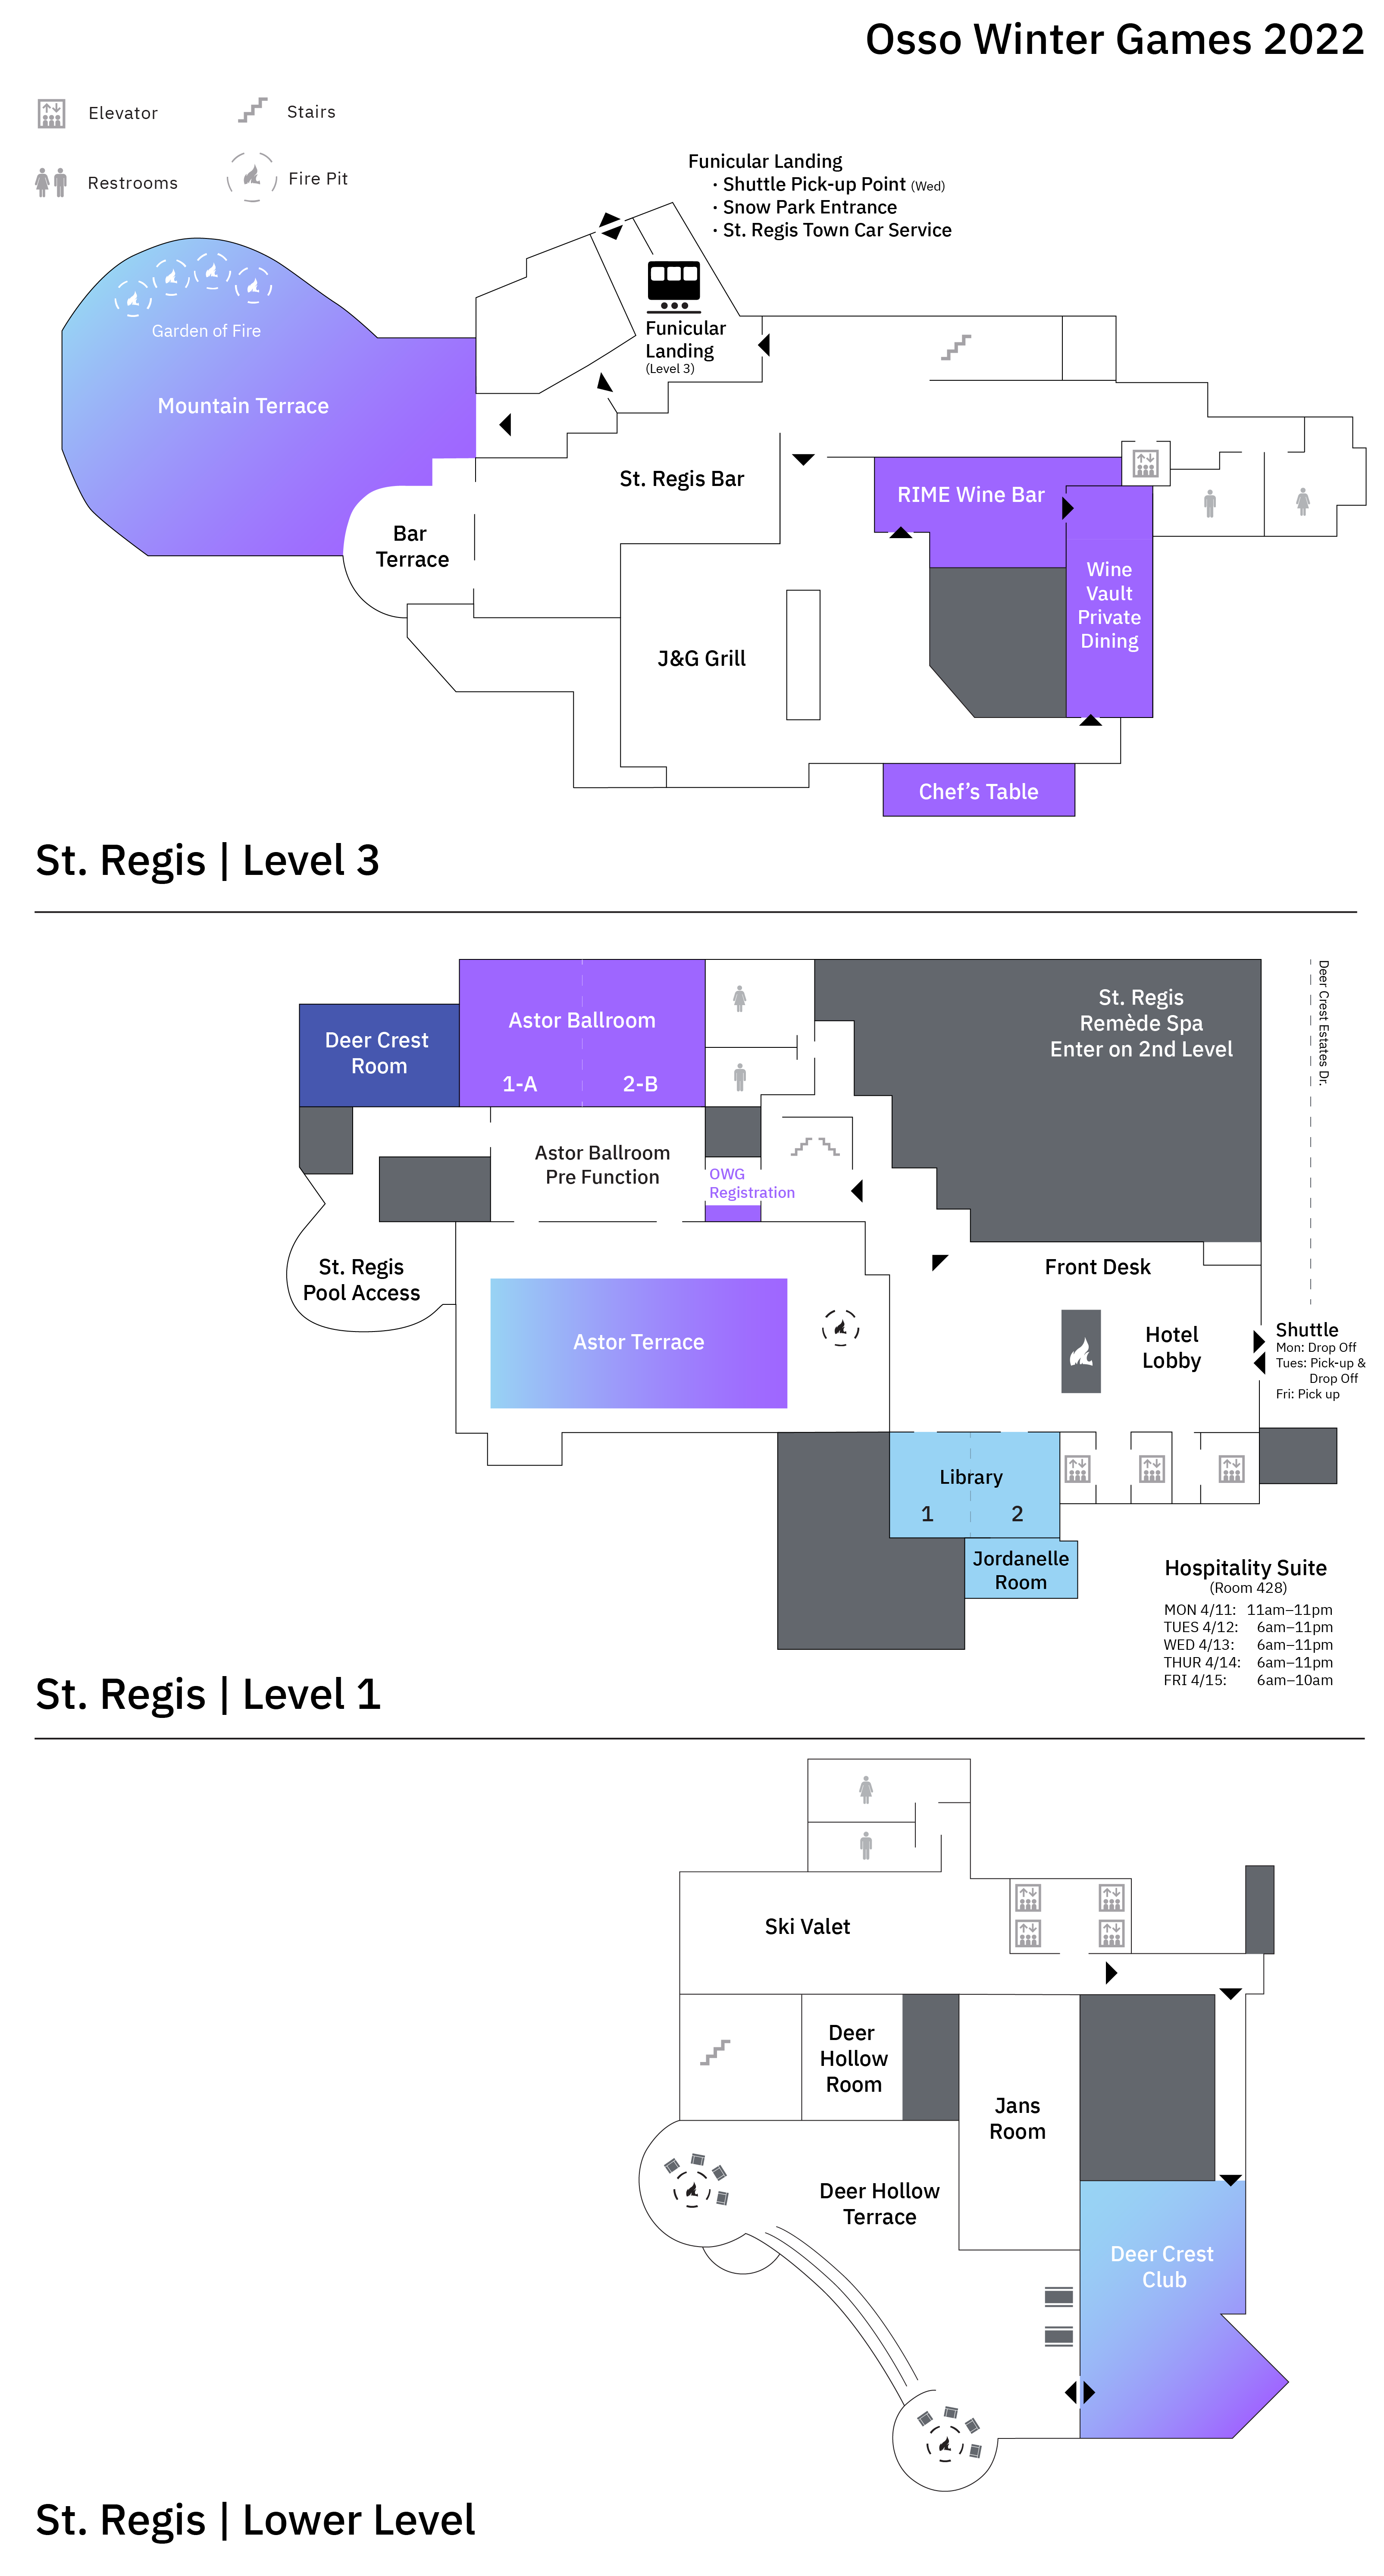 Osso Winter Games 2022
Elevator
Stairs
Restrooms
Fire Pit
Funicular Landing
· Shuttle Pick-up Point (Wed)
· Snow Park Entrance
· St. Regis Town Car Service
Garden of Fire
Mountain Terrace
Funicular
Landing
(Level 3)
St. Regis Bar
Bar
Terrace
RIME Wine Bar
Wine
Vault
Private
Dining
J&G Grill
Chef’s Table
St. Regis | Level 3
Deer Crest
Room
Astor Ballroom
1-A
2-B
St. Regis
Remède Spa
Enter on 2nd Level
Deer Crest Estates Dr.
Astor Ballroom
Pre Function
OWG
Registration
St. Regis
Pool Access
Astor Terrace
Front Desk
Hotel
Lobby
Shuttle
Mon: Drop Off
Tues: Pick-up &
Drop Off
Fri: Pick up
Library
1
2
Jordanelle
Room
Hospitality Suite
(Room 428)
MON 4/11: 11am–11pm
TUES 4/12: 6am–11pm
WED 4/13: 6am–11pm
THUR 4/14: 6am–11pm
FRI 4/15: 6am–10am
St. Regis | Level 1
Ski Valet
Deer
Hollow
Room
Jans
Room
Deer Hollow
Terrace
Deer Crest
Club
St. Regis | Lower Level